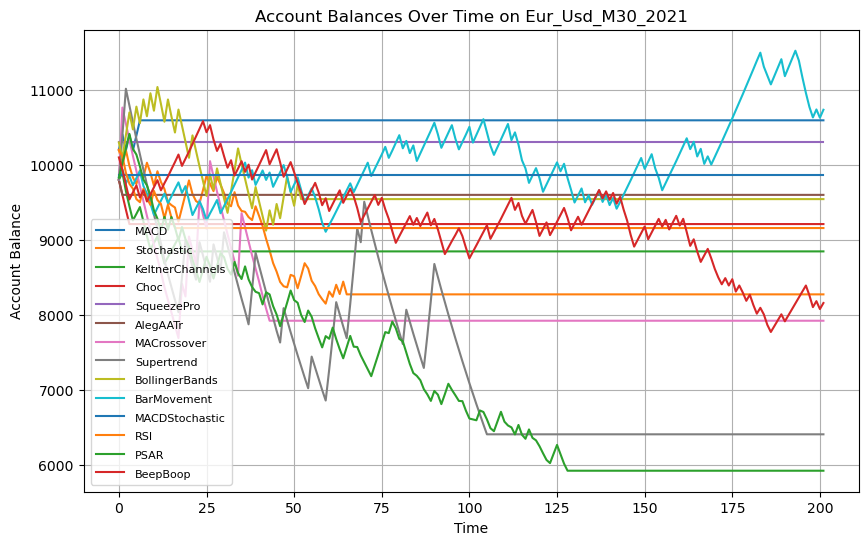 Account Balances Over Time on Eur_Usd_M30_2021
Account Balance
11000
10000
9000
8000
7000
6000
MACD
Stochastic
KeltnerChannels
Choc
SqueezePro
AlegAATr
MACrossover
Supertrend
BollingerBands
BarMovement
MACDStochastic
RSI
PSAR
BeepBoop
0
25
50
75
100
125
150
175
200
Time